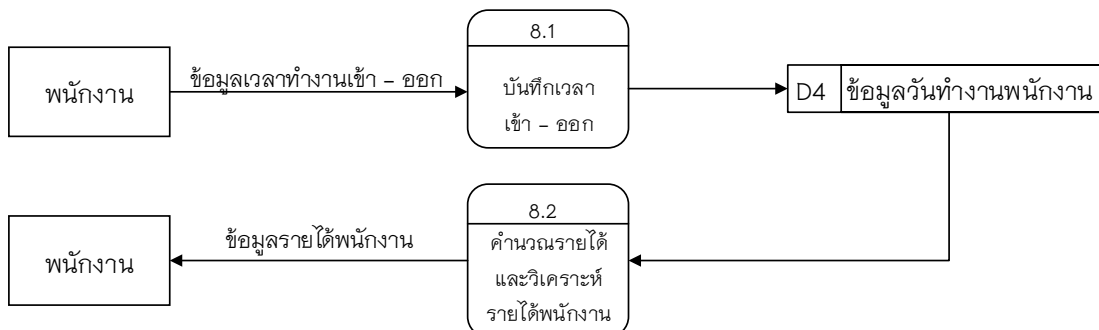 8.1
พนักงาน
ข้อมูลเวลาทำงานเข้า - ออก
บันทึกเวลา
เข้า - ออก
D4 ข้อมูลวันทำงานพนักงาน
8.2
พนักงาน
ข้อมูลรายได้พนักงาน
คำนวณรายได้
และวิเคราะห์
รายได้พนักงาน